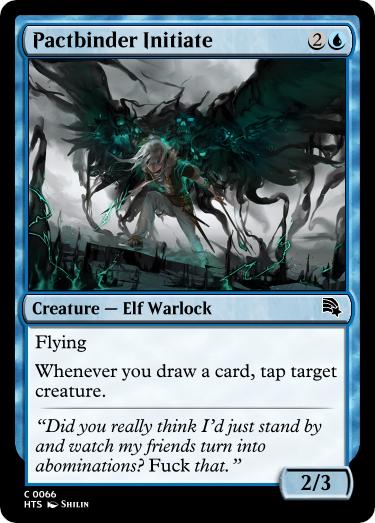 Pactbinder Initiate 2
Creature — Elf Warlock
Flying
Whenever you draw a card, tap target
creature.
“Did you really think I’d just stand by
and watch my friends turn into
abominations? Fuck that.”
2/3
C 0066
HTS Shilin